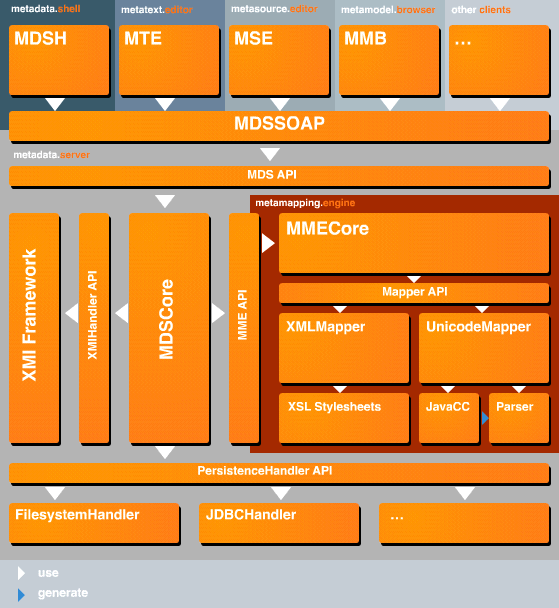 metadata.shell
metatext.editor
metasource.editor
metamodel.browser
other clients
MDSH
MTE
MSE
MMB
...
MDSSOAP
metadata.server
MDS API
metamapping.engine
XMI Framework
XMIHandler API
MDSCore
MME API
MMECore
Mapper API
XMLMapper
UnicodeMapper
XSL Stylesheets
JavaCC
Parser
PersistenceHandler API
FilesystemHandler
JDBCHandler
...
use
generate